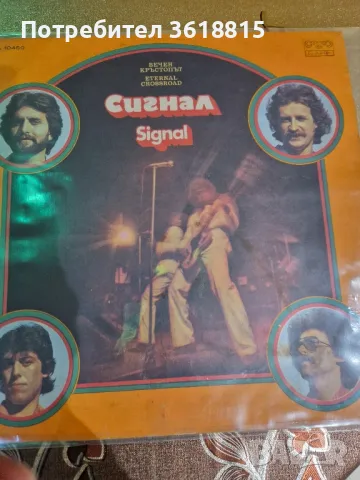 Потребител 3618815
ВЕЧЕН
КРЪСТОПЪТ
ETERNAL
CROSSROAD
Сигнал
Signal